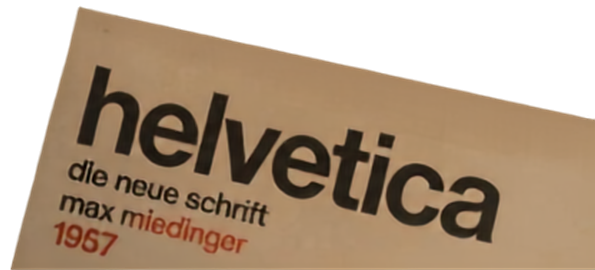 helvetica
die neue schrift
max miedinger
1957